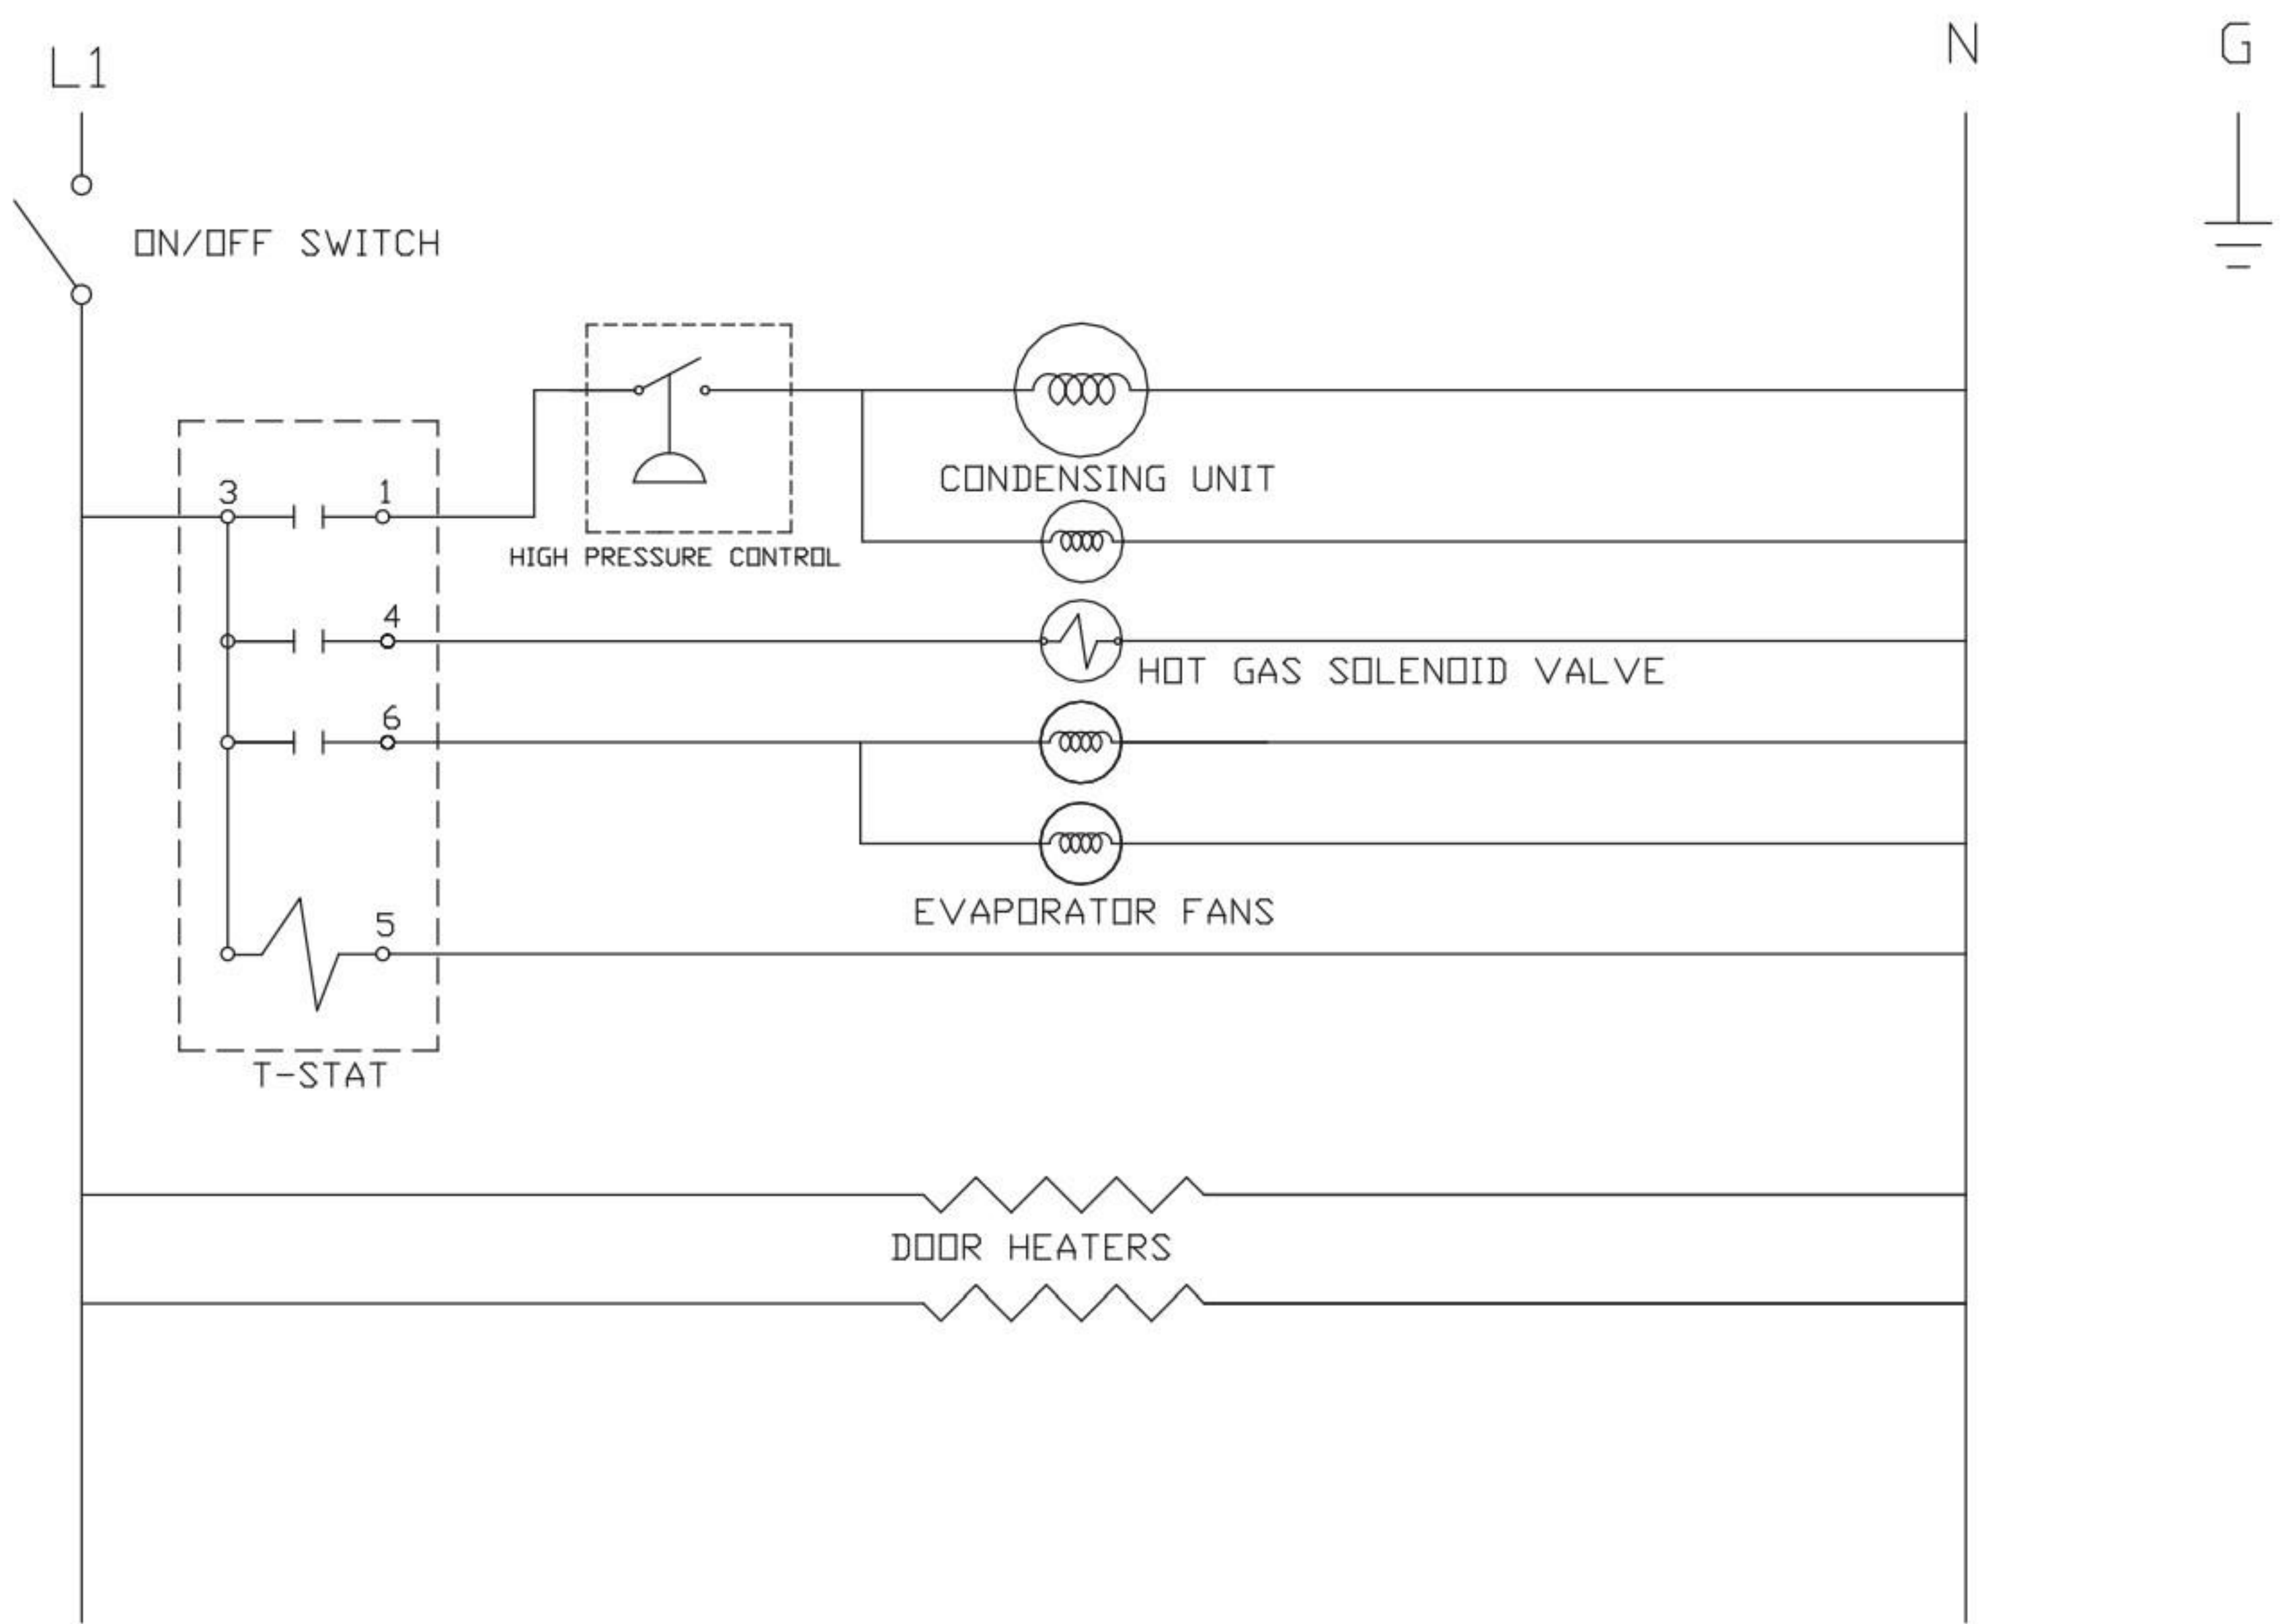 L1
N
G
ON/OFF SWITCH
CONDENSING UNIT
3
1
HIGH PRESSURE CONTROL
4
HOT GAS SOLENOID VALVE
6
EVAPORATOR FANS
5
T-STAT
DOOR HEATERS